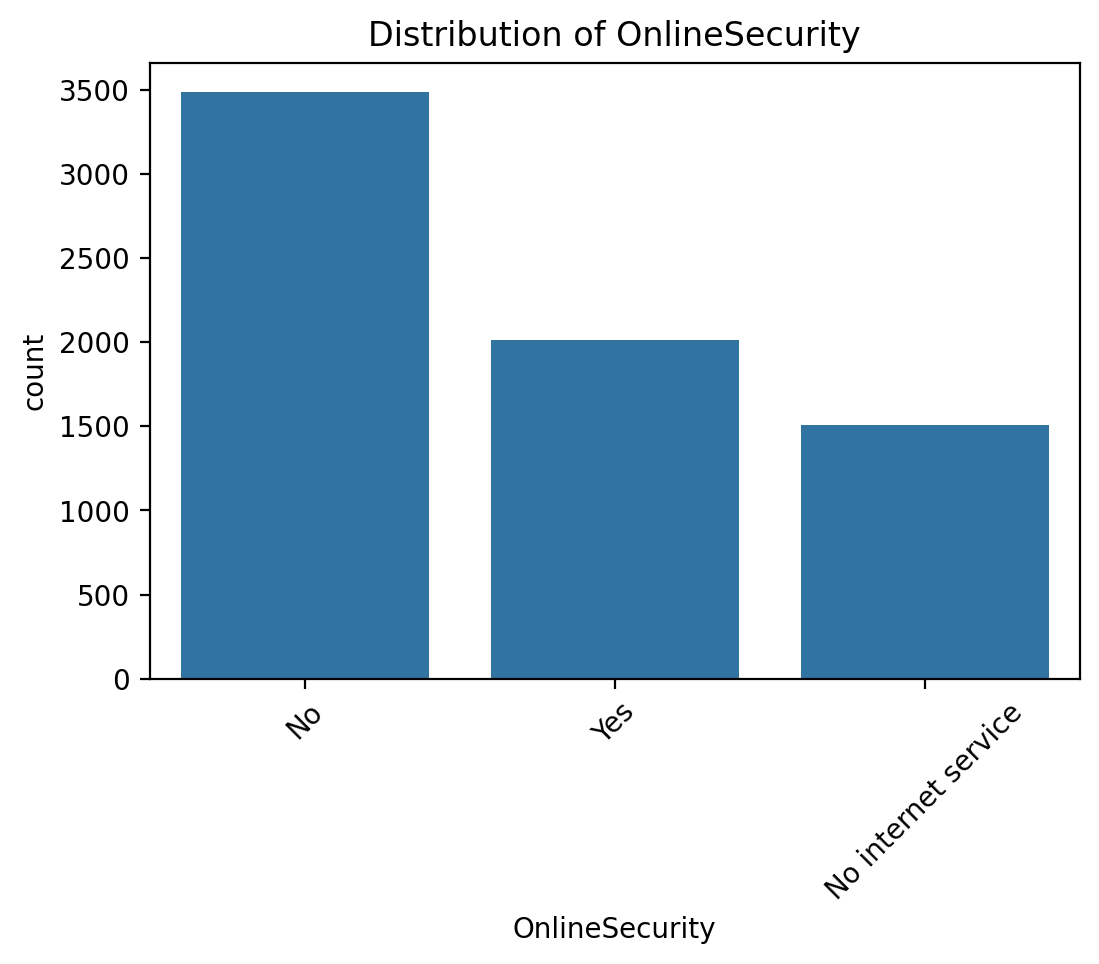 Distribution of OnlineSecurity
3500
3000
2500
2000
1500
1000
500
0
count
No
Yes
No internet service
OnlineSecurity